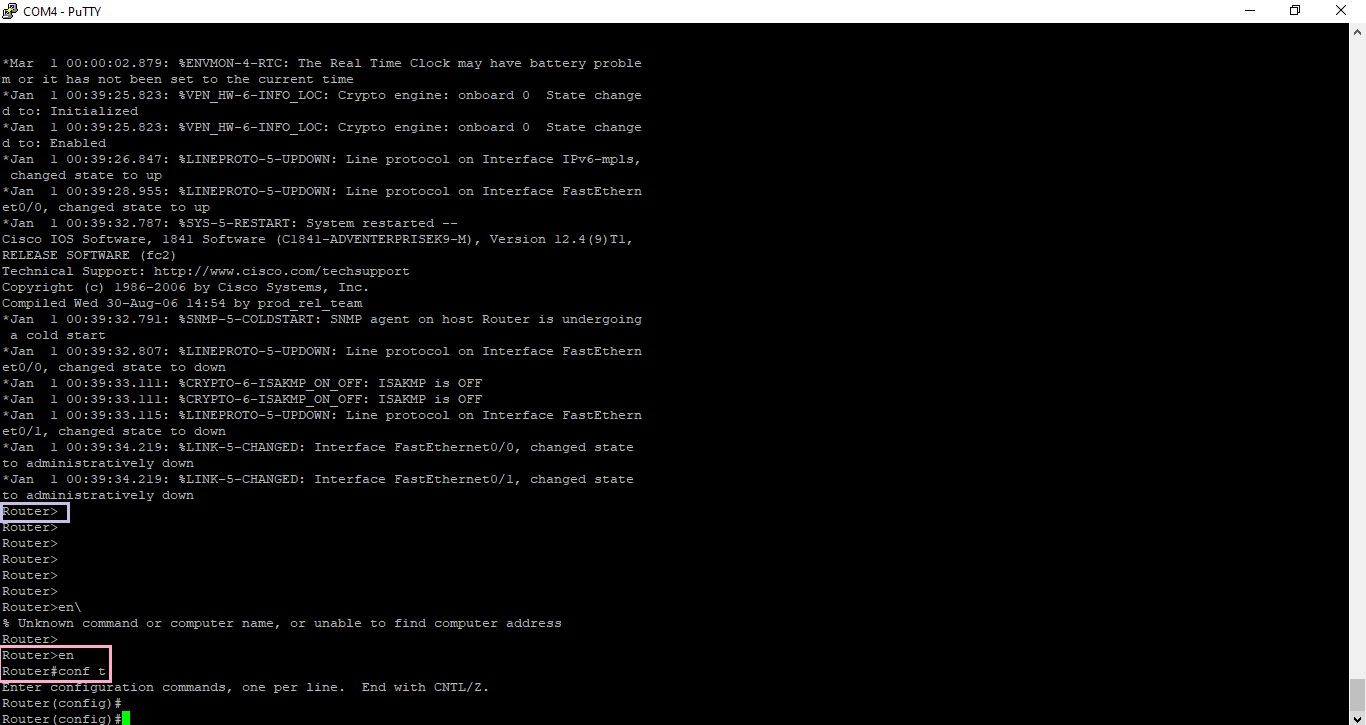 COM4 - PuTTY
*Mar  1 00:00:02.879: %ENVMON-4-RTC: The Real Time Clock may have battery proble
m or it has not been set to the current time
*Jan  1 00:39:25.823: %VPN_HW-6-INFO_LOC: Crypto engine: onboard 0  State change
d to: Initialized
*Jan  1 00:39:25.823: %VPN_HW-6-INFO_LOC: Crypto engine: onboard 0  State change
d to: Enabled
*Jan  1 00:39:26.847: %LINEPROTO-5-UPDOWN: Line protocol on Interface IPv6-mpls,
 changed state to up
*Jan  1 00:39:28.955: %LINEPROTO-5-UPDOWN: Line protocol on Interface FastEthern
et0/0, changed state to up
*Jan  1 00:39:32.787: %SYS-5-RESTART: System restarted --
Cisco IOS Software, 1841 Software (C1841-ADVENTERPRISEK9-M), Version 12.4(9)T1,
RELEASE SOFTWARE (fc2)
Technical Support: http://www.cisco.com/techsupport
Copyright (c) 1986-2006 by Cisco Systems, Inc.
Compiled Wed 30-Aug-06 14:54 by prod_rel_team
*Jan  1 00:39:32.791: %SNMP-5-COLDSTART: SNMP agent on host Router is undergoing
 a cold start
*Jan  1 00:39:32.807: %LINEPROTO-5-UPDOWN: Line protocol on Interface FastEthern
et0/0, changed state to down
*Jan  1 00:39:33.111: %CRYPTO-6-ISAKMP_ON_OFF: ISAKMP is OFF
*Jan  1 00:39:33.111: %CRYPTO-6-ISAKMP_ON_OFF: ISAKMP is OFF
*Jan  1 00:39:33.115: %LINEPROTO-5-UPDOWN: Line protocol on Interface FastEthern
et0/1, changed state to down
*Jan  1 00:39:34.219: %LINK-5-CHANGED: Interface FastEthernet0/0, changed state
to administratively down
*Jan  1 00:39:34.219: %LINK-5-CHANGED: Interface FastEthernet0/1, changed state
to administratively down
Router>
Router>
Router>
Router>
Router>
Router>
Router>en\
% Unknown command or computer name, or unable to find computer address
Router>
Router>en
Router#conf t
Enter configuration commands, one per line.  End with CNTL/Z.
Router(config)#
Router(config)#